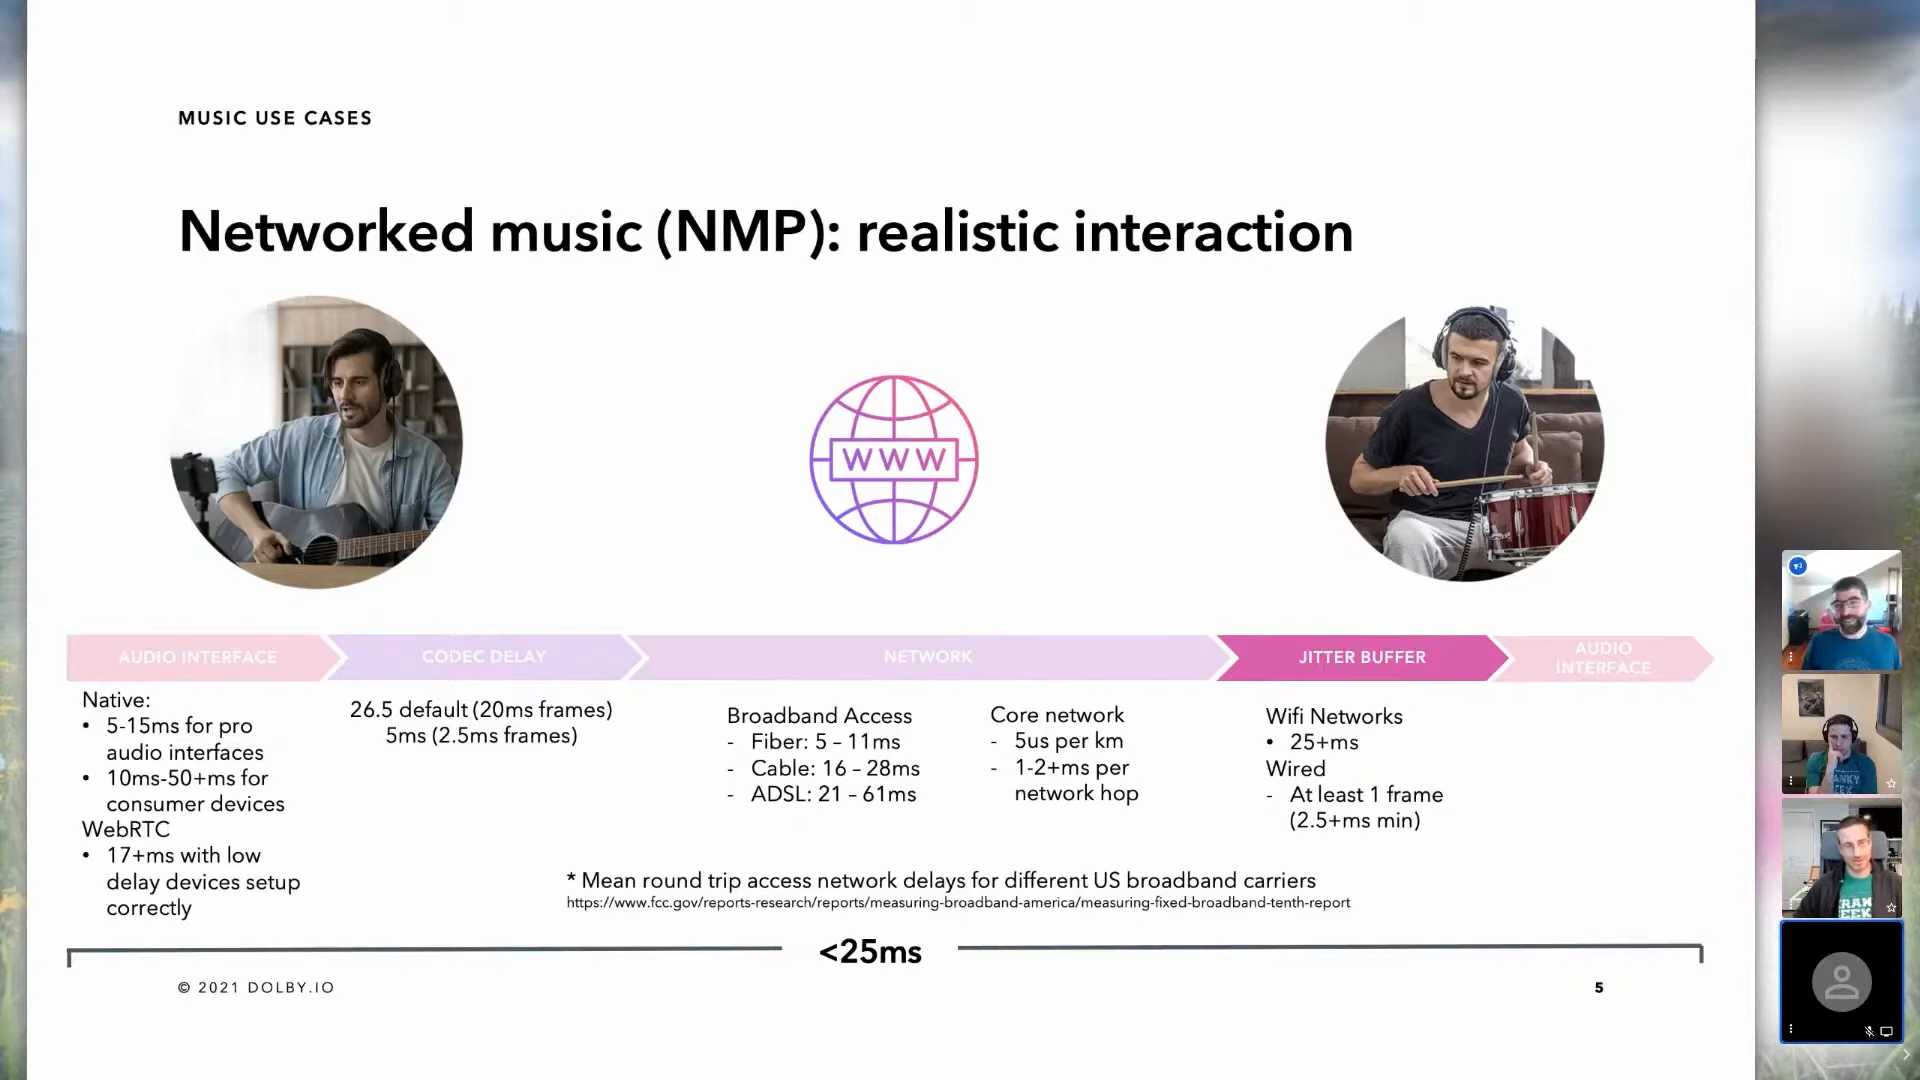 MUSIC USE CASES
Networked music (NMP): realistic interaction
WWW
AUDIO INTERFACE
CODEC DELAY
NETWORK
JITTER BUFFER
AUDIO
INTERFACE
Native:
• 5-15ms for pro
audio interfaces
• 10ms-50+ms for
consumer devices
WebRTC
• 17+ms with low
delay devices setup
correctly
26.5 default (20ms frames)
5ms (2.5ms frames)
Broadband Access
- Fiber: 5 – 11ms
- Cable: 16 – 28ms
- ADSL: 21 – 61ms
Core network
- 5us per km
- 1-2+ms per
network hop
Wifi Networks
• 25+ms
Wired
- At least 1 frame
(2.5+ms min)
* Mean round trip access network delays for different US broadband carriers
https://www.fcc.gov/reports-research/reports/measuring-broadband-america/measuring-fixed-broadband-tenth-report
<25ms
© 2021 DOLBY.IO
5